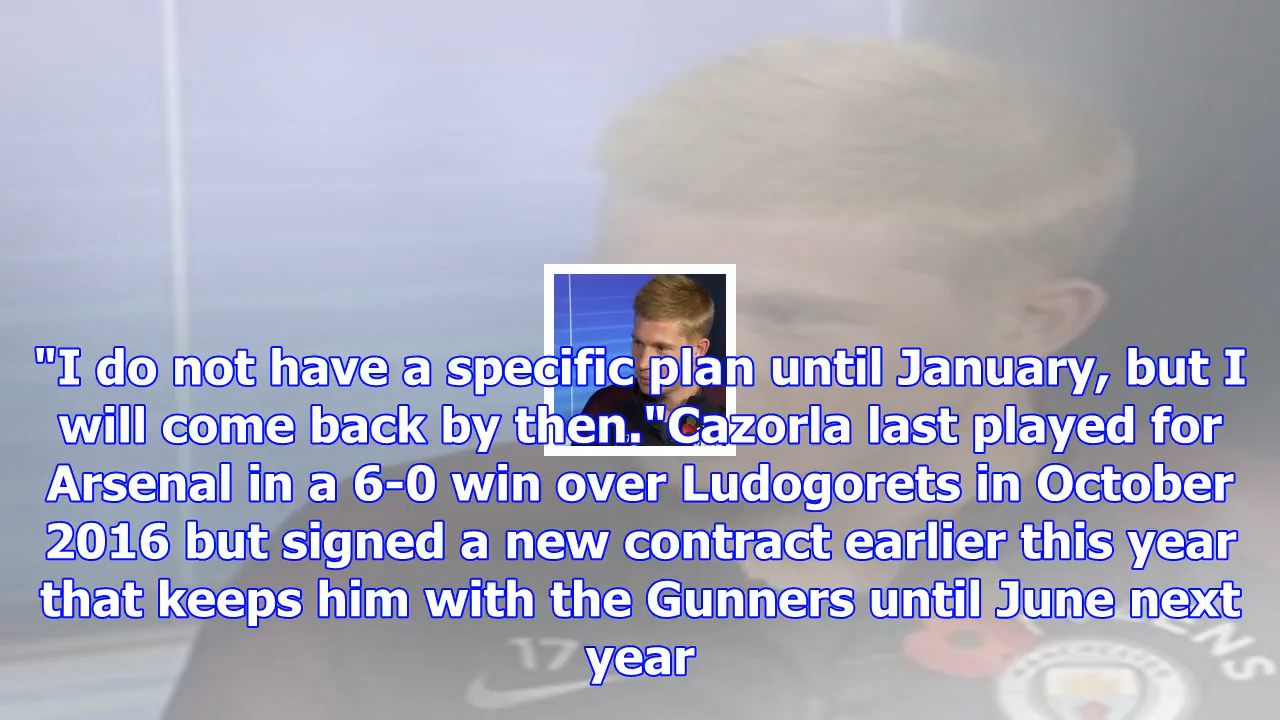 "I do not have a specific plan until January, but I
will come back by then."Cazorla last played for
Arsenal in a 6-0 win over Ludogorets in October
2016 but signed a new contract earlier this year
that keeps him with the Gunners until June next
year
17